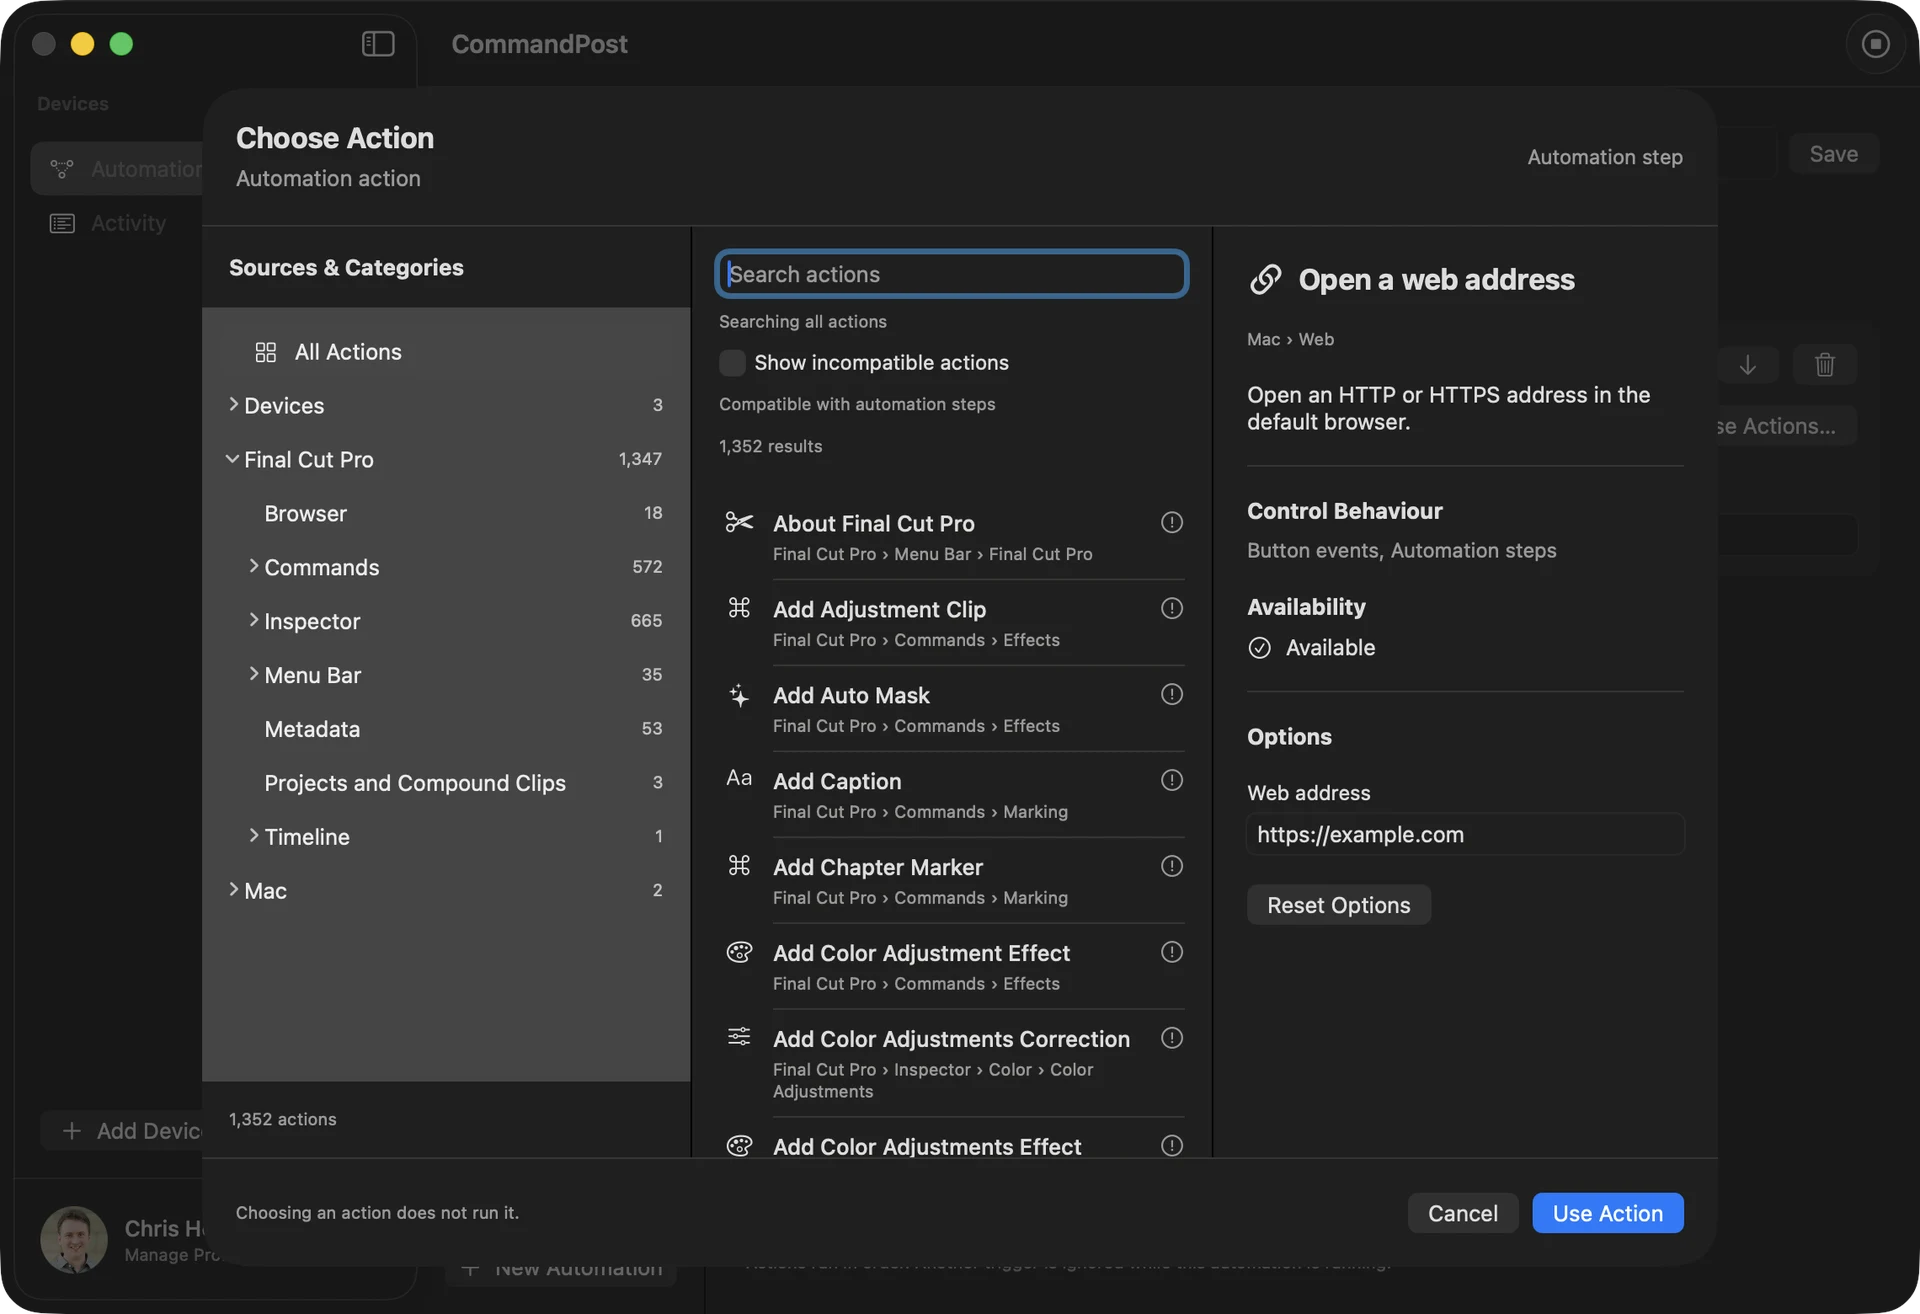 CommandPost
Devices
Automation
Activity
Save
Choose Action
Automation action
Automation step
Sources & Categories
All Actions
Devices 3
Final Cut Pro 1,347
Browser 18
Commands 572
Inspector 665
Menu Bar 35
Metadata 53
Projects and Compound Clips 3
Timeline 1
Mac 2
1,352 actions
Search actions
Searching all actions
Show incompatible actions
Compatible with automation steps
1,352 results
About Final Cut Pro
Final Cut Pro › Menu Bar › Final Cut Pro
Add Adjustment Clip
Final Cut Pro › Commands › Effects
Add Auto Mask
Final Cut Pro › Commands › Effects
Aa Add Caption
Final Cut Pro › Commands › Marking
Add Chapter Marker
Final Cut Pro › Commands › Marking
Add Color Adjustment Effect
Final Cut Pro › Commands › Effects
Add Color Adjustments Correction
Final Cut Pro › Inspector › Color › Color
Adjustments
Add Color Adjustments Effect
Open a web address
Mac › Web
Open an HTTP or HTTPS address in the
default browser.
Control Behaviour
Button events, Automation steps
Availability
Available
Options
Web address
https://example.com
Reset Options
Actions...
Add
Chris
Manage
Choosing an action does not run it.
Cancel
Use Action
New Automation